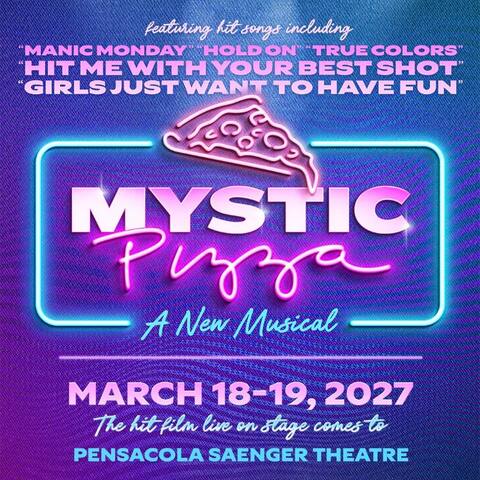 featuring hit songs including
"MANIC MONDAY" "HOLD ON" "TRUE COLORS"
"HIT ME WITH YOUR BEST SHOT"
"GIRLS JUST WANT TO HAVE FUN"
MYSTIC
Pizza
A New Musical
MARCH 18-19, 2027
The hit film live on stage comes to
PENSACOLA SAENGER THEATRE